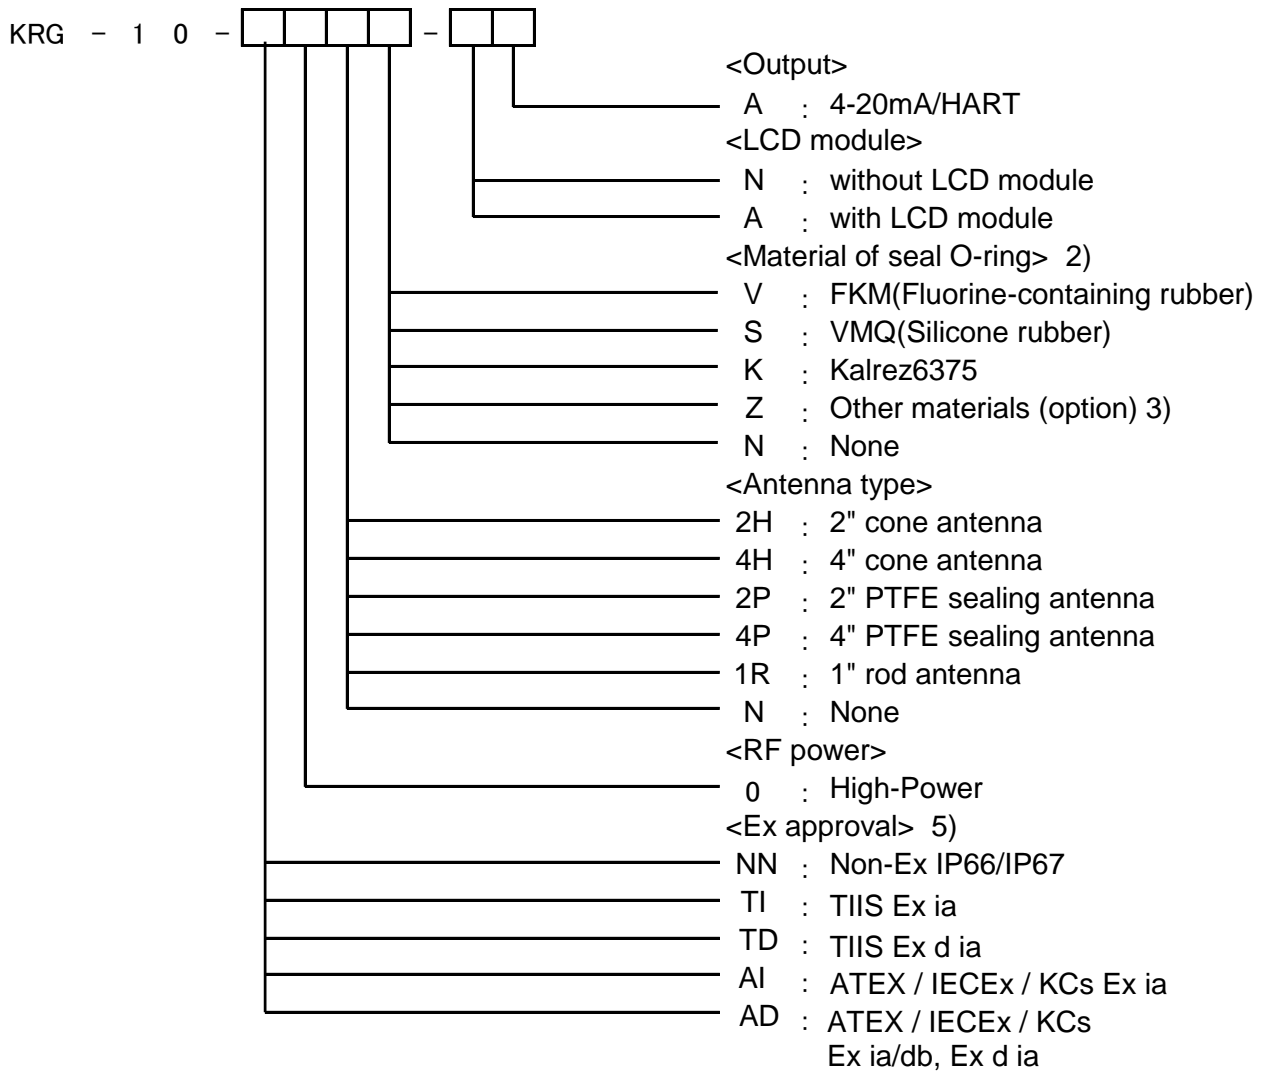 KRG - 1 0 - -
<Output>
A : 4-20mA/HART
<LCD module>
N : without LCD module
A : with LCD module
<Material of seal O-ring> 2)
V : FKM(Fluorine-containing rubber)
S : VMQ(Silicone rubber)
K : Kalrez6375
Z : Other materials (option) 3)
N : None
<Antenna type>
2H : 2" cone antenna
4H : 4" cone antenna
2P : 2" PTFE sealing antenna
4P : 4" PTFE sealing antenna
1R : 1" rod antenna
N : None
<RF power>
0 : High-Power
<Ex approval> 5)
NN : Non-Ex IP66/IP67
TI : TIIS Ex ia
TD : TIIS Ex d ia
AI : ATEX / IECEx / KCs Ex ia
AD : ATEX / IECEx / KCs
Ex ia/db, Ex d ia